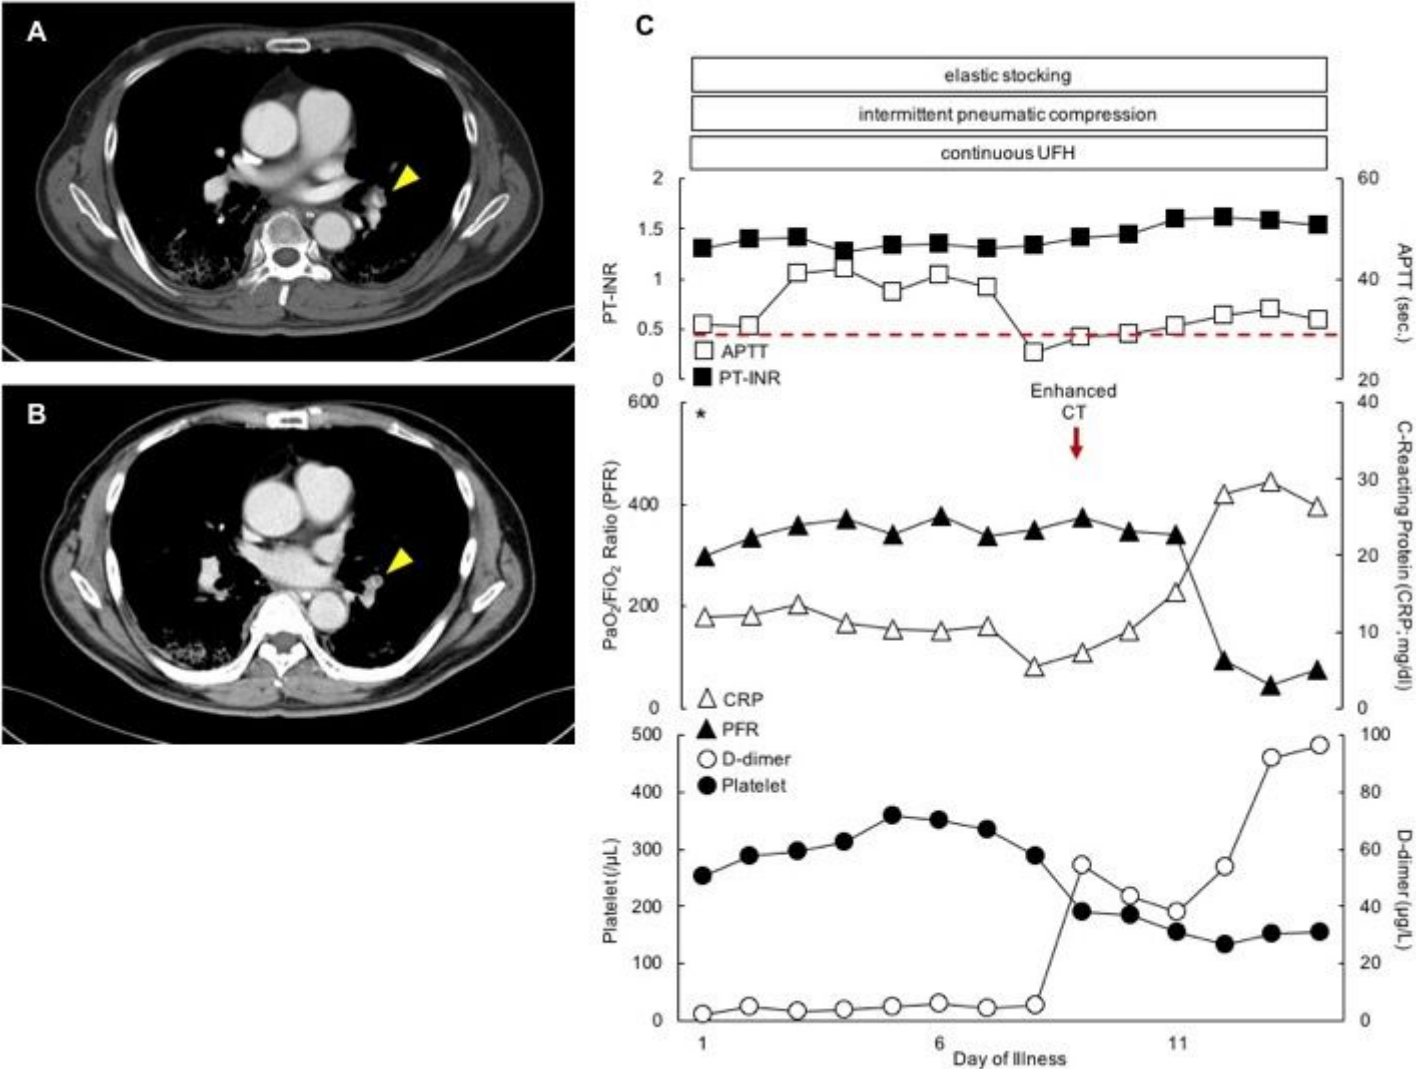 A
B
C
elastic stocking
intermittent pneumatic compression
continuous UFH
2
1.5
1
0.5
0
PT-INR
60
40
20
APTT (sec.)
APTT
PT-INR
Enhanced
CT
*
600
400
200
0
PaO2/FiO2 Ratio (PFR)
40
30
20
10
0
C-Reacting Protein (CRP; mg/dl)
CRP
PFR
D-dimer
Platelet
500
400
300
200
100
0
Platelet (/μL)
100
80
60
40
20
0
D-dimer (μg/L)
1
6
11
Day of Illness